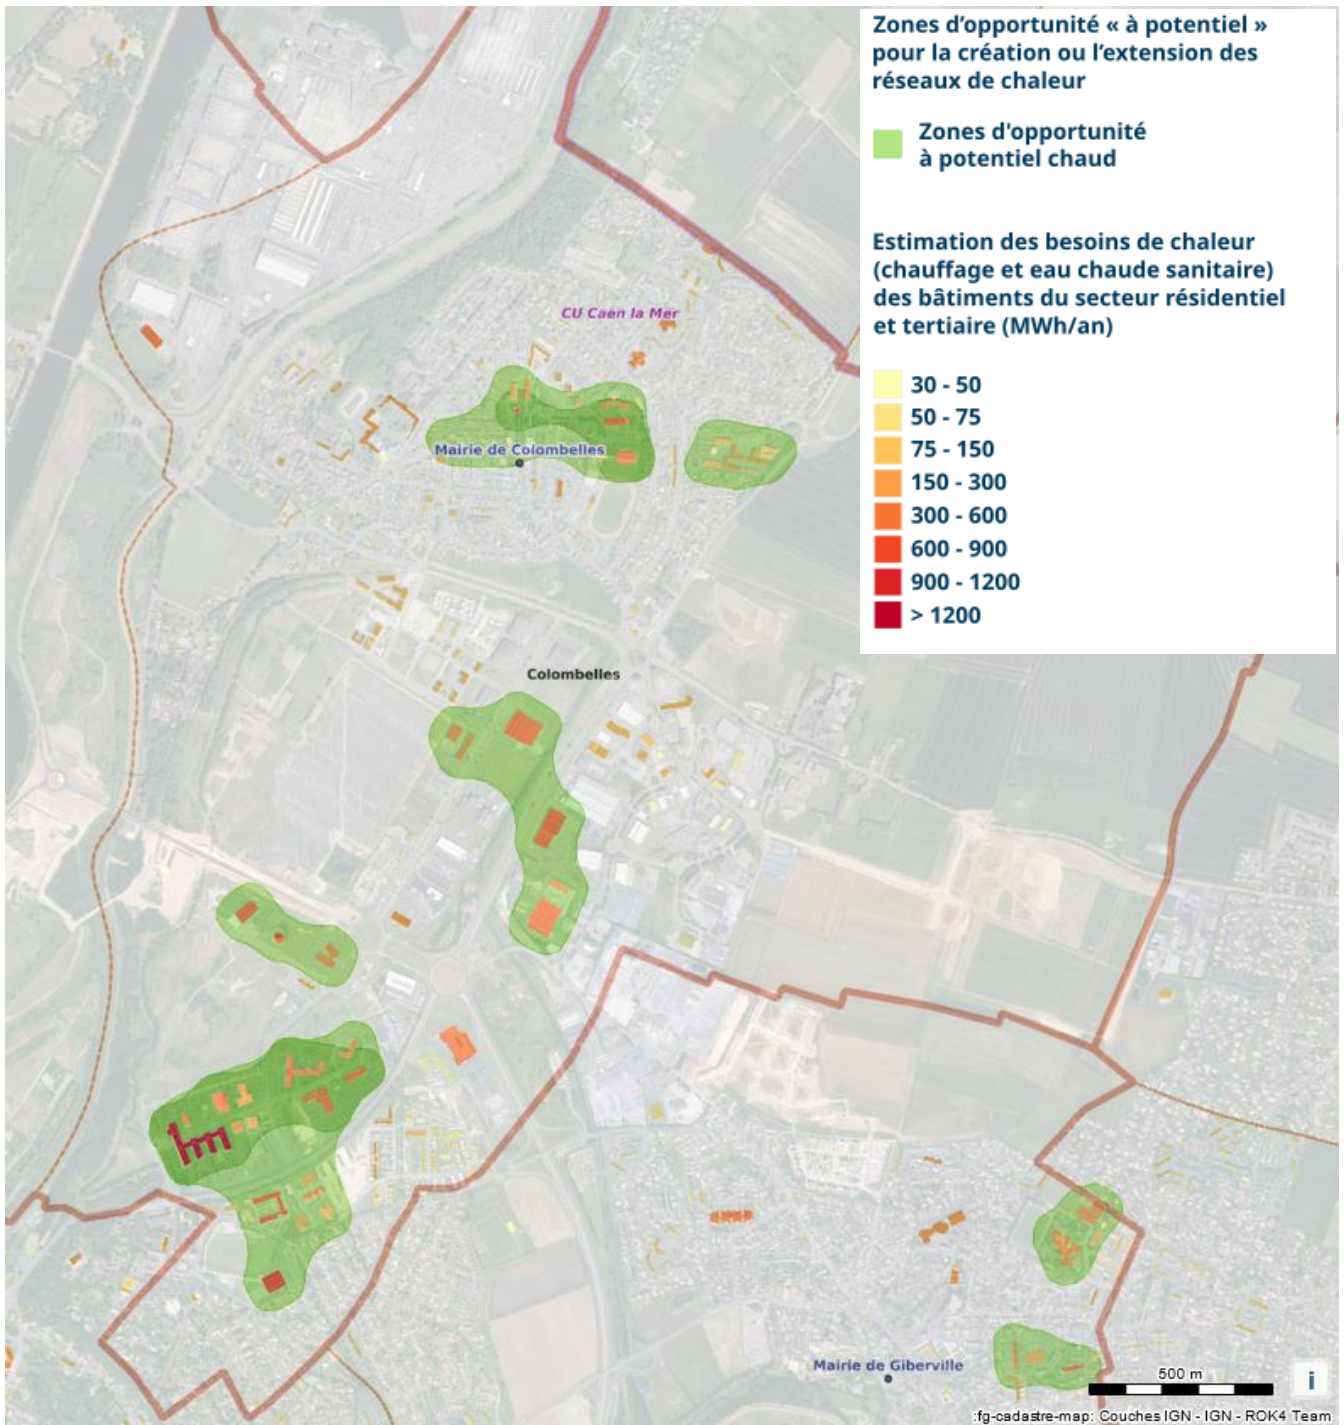 Zones d’opportunité « à potentiel »
pour la création ou l’extension des
réseaux de chaleur
Zones d'opportunité
à potentiel chaud
Estimation des besoins de chaleur
(chauffage et eau chaude sanitaire)
des bâtiments du secteur résidentiel
et tertiaire (MWh/an)
30 - 50
50 - 75
75 - 150
150 - 300
300 - 600
600 - 900
900 - 1200
> 1200
CU Caen la Mer
Mairie de Colombelles
Colombelles
Mairie de Giberville
500 m
i
:fg-cadastre-map: Couches IGN - IGN - ROK4 Team